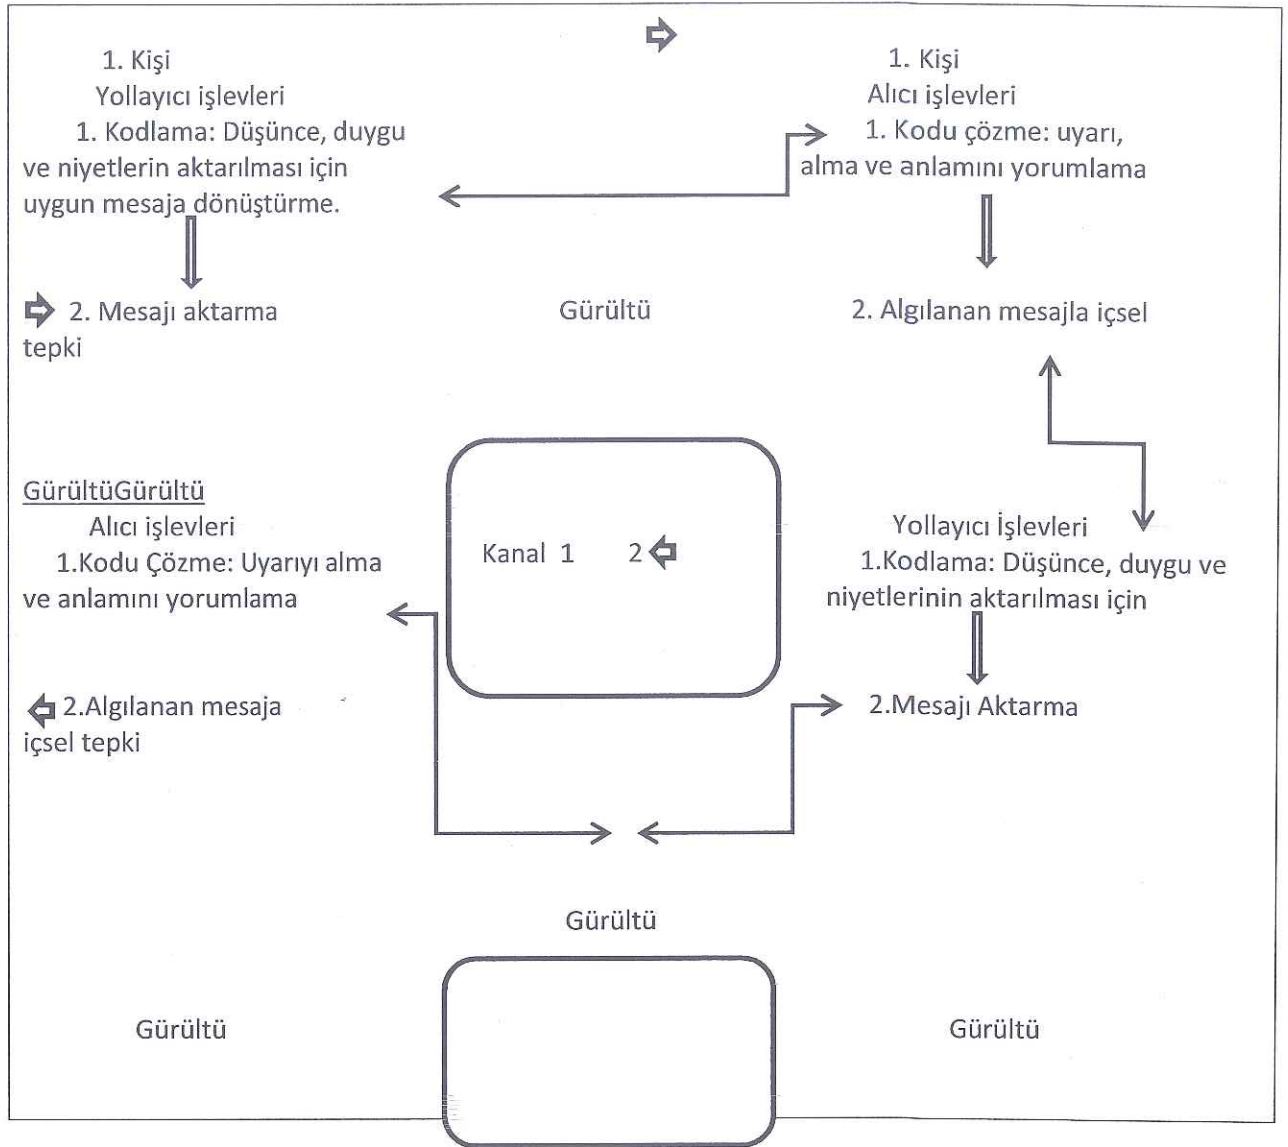 1. Kişi
Yollayıcı işlevleri
1. Kodlama: Düşünce, duygu
ve niyetlerin aktarılması için
uygun mesaja dönüştürme.
2. Mesajı aktarma
tepki
Gürültü
1. Kişi
Alıcı işlevleri
1. Kodu çözme: uyarı,
alma ve anlamını yorumlama
2. Algılanan mesajla içsel
GürültüGürültü
Alıcı işlevleri
1.Kodu Çözme: Uyarıyı alma
ve anlamını yorumlama
2.Algılanan mesaja
içsel tepki
Kanal 1 2
Yollayıcı İşlevleri
1.Kodlama: Düşünce, duygu ve
niyetlerinin aktarılması için
2.Mesajı Aktarma
Gürültü
Gürültü
Gürültü